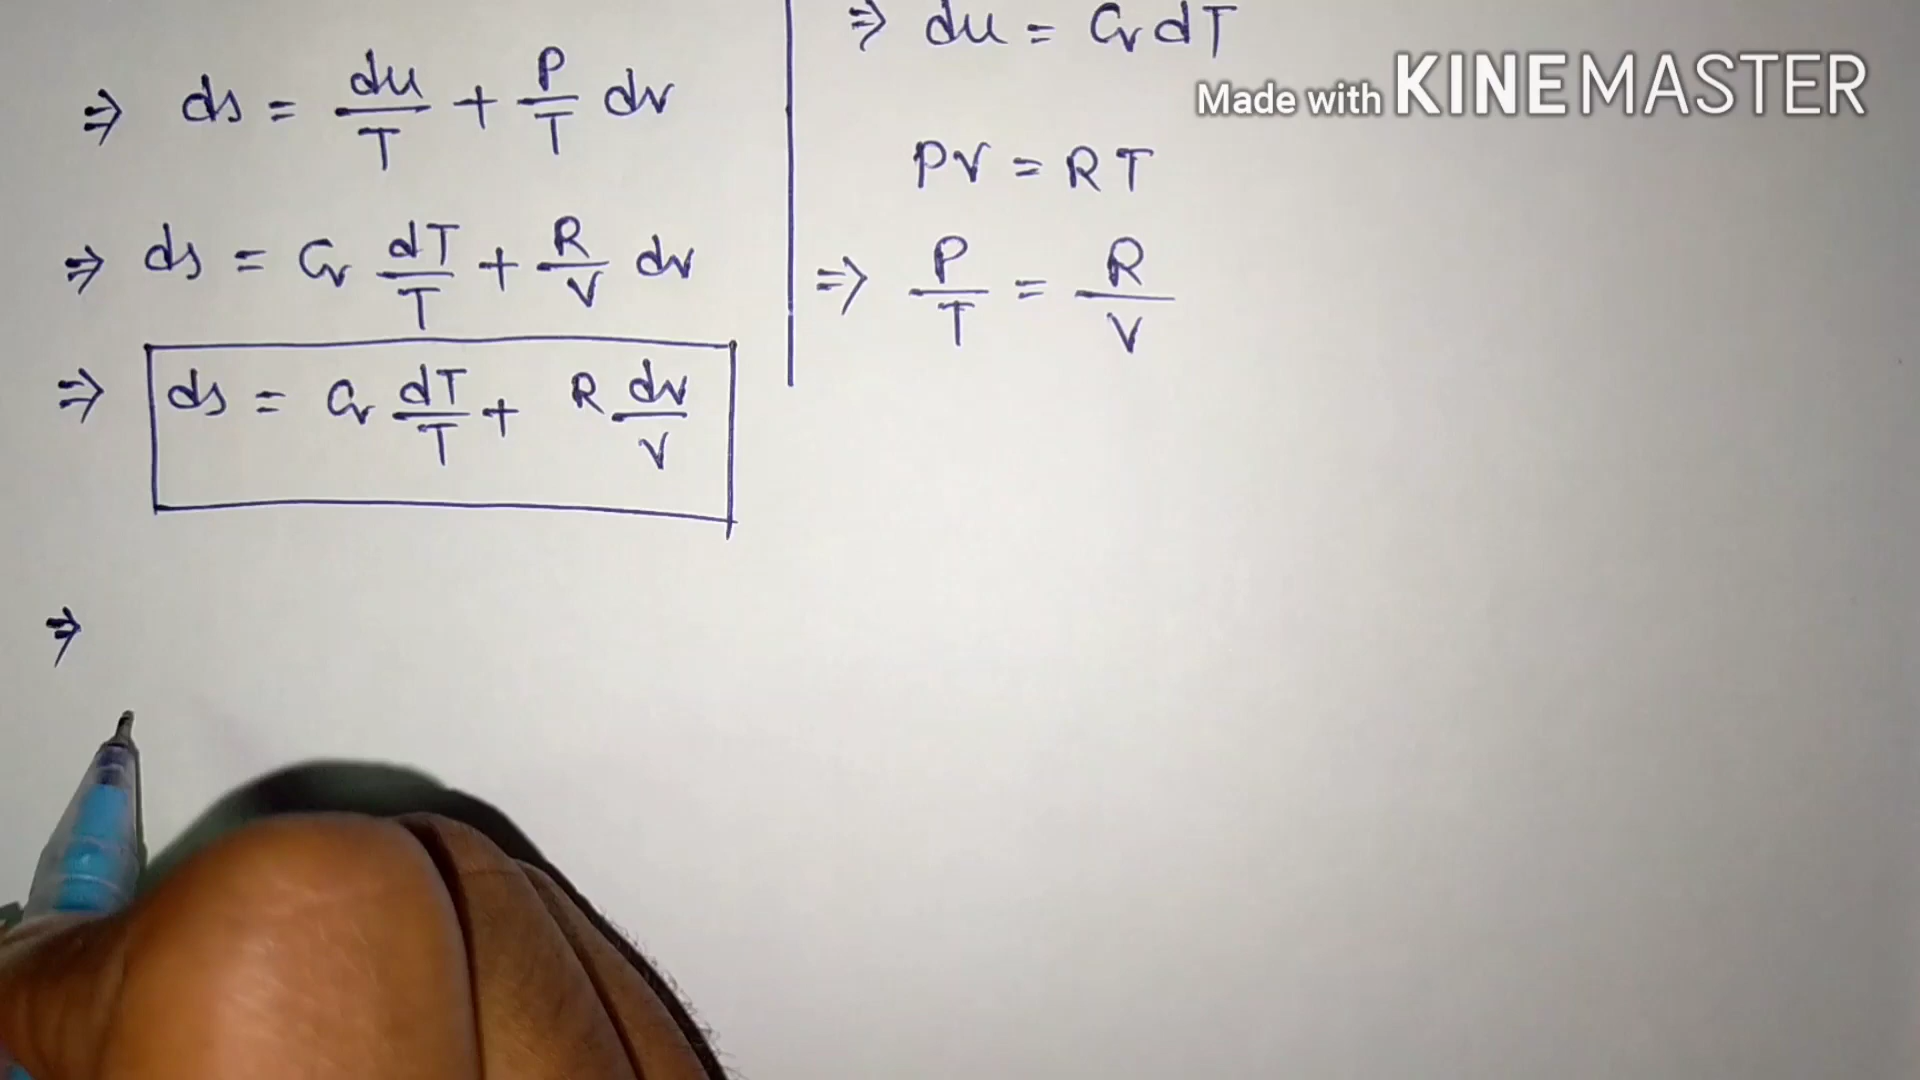 ⇒ ds = du/T + P/T dv
⇒ ds = Cv dT/T + R/V dv
⇒ ds = Cv dT/T + R dv/v
⇒
⇒ du = Cv dT
Made with KINEMASTER
PV = RT
⇒ P/T = R/V